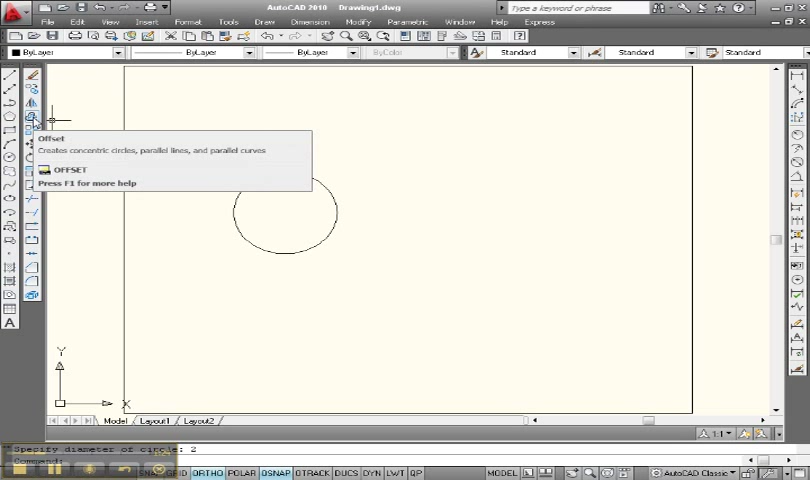 AutoCAD 2010 Drawing1.dwg
Type a keyword or phrase
File Edit View Insert Format Tools Draw Dimension Modify Parametric Window Help Express
ByLayer ByLayer ByLayer ByColor Standard Standard Standard
Offset
Creates concentric circles, parallel lines, and parallel curves
OFFSET
Press F1 for more help
A
Y
X
Model Layout1 Layout2
1:1
Specify diameter of circle: 2
Command:
SNAP GRID ORTHO POLAR OSNAP OTRACK DUCS DYN LWT QP MODEL AutoCAD Classic